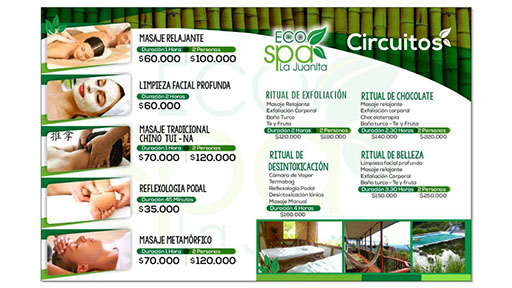 MASAJE RELAJANTE
Duración 1 Hora 2 Personas
$60.000 $100.000
LIMPIEZA FACIAL PROFUNDA
Duración 2 Horas
$60.000
推拿
MASAJE TRADICIONAL
CHINO TUI - NA
Duración 1 Hora 2 Personas
$70.000 $120.000
REFLEXOLOGIA PODAL
Duración 45 Minutos
$35.000
MASAJE METAMÓRFICO
Duración 1 Hora 2 Personas
$70.000 $120.000
ECO
spa
La Juanita
Circuitos
RITUAL DE EXFOLIACIÓN
Masaje Relajante
Exfoliación Corporal
Baño Turco
Te y Fruta
Duración 2 Horas 2 Personas
$120.000 $180.000
RITUAL DE CHOCOLATE
Masaje relajante
Exfoliación Corporal
Chocolaterapia
Baño turco - Te y Fruta
Duración 2.30 2 Personas
$140.000 $220.000
RITUAL DE
DESINTOXICACIÓN
Cámara de Vapor
Termobag
Reflexología Podal
Desintoxicación Iónica
Masaje Manual
Duración 4 Horas
$160.000
RITUAL DE BELLEZA
Limpieza facial profundo
Masaje relajante
Exfoliación Corporal
Baño turco - Te y fruta
Duración 3.30 2 Personas
$150.000 $250.000
ECO
spa
La Juanita